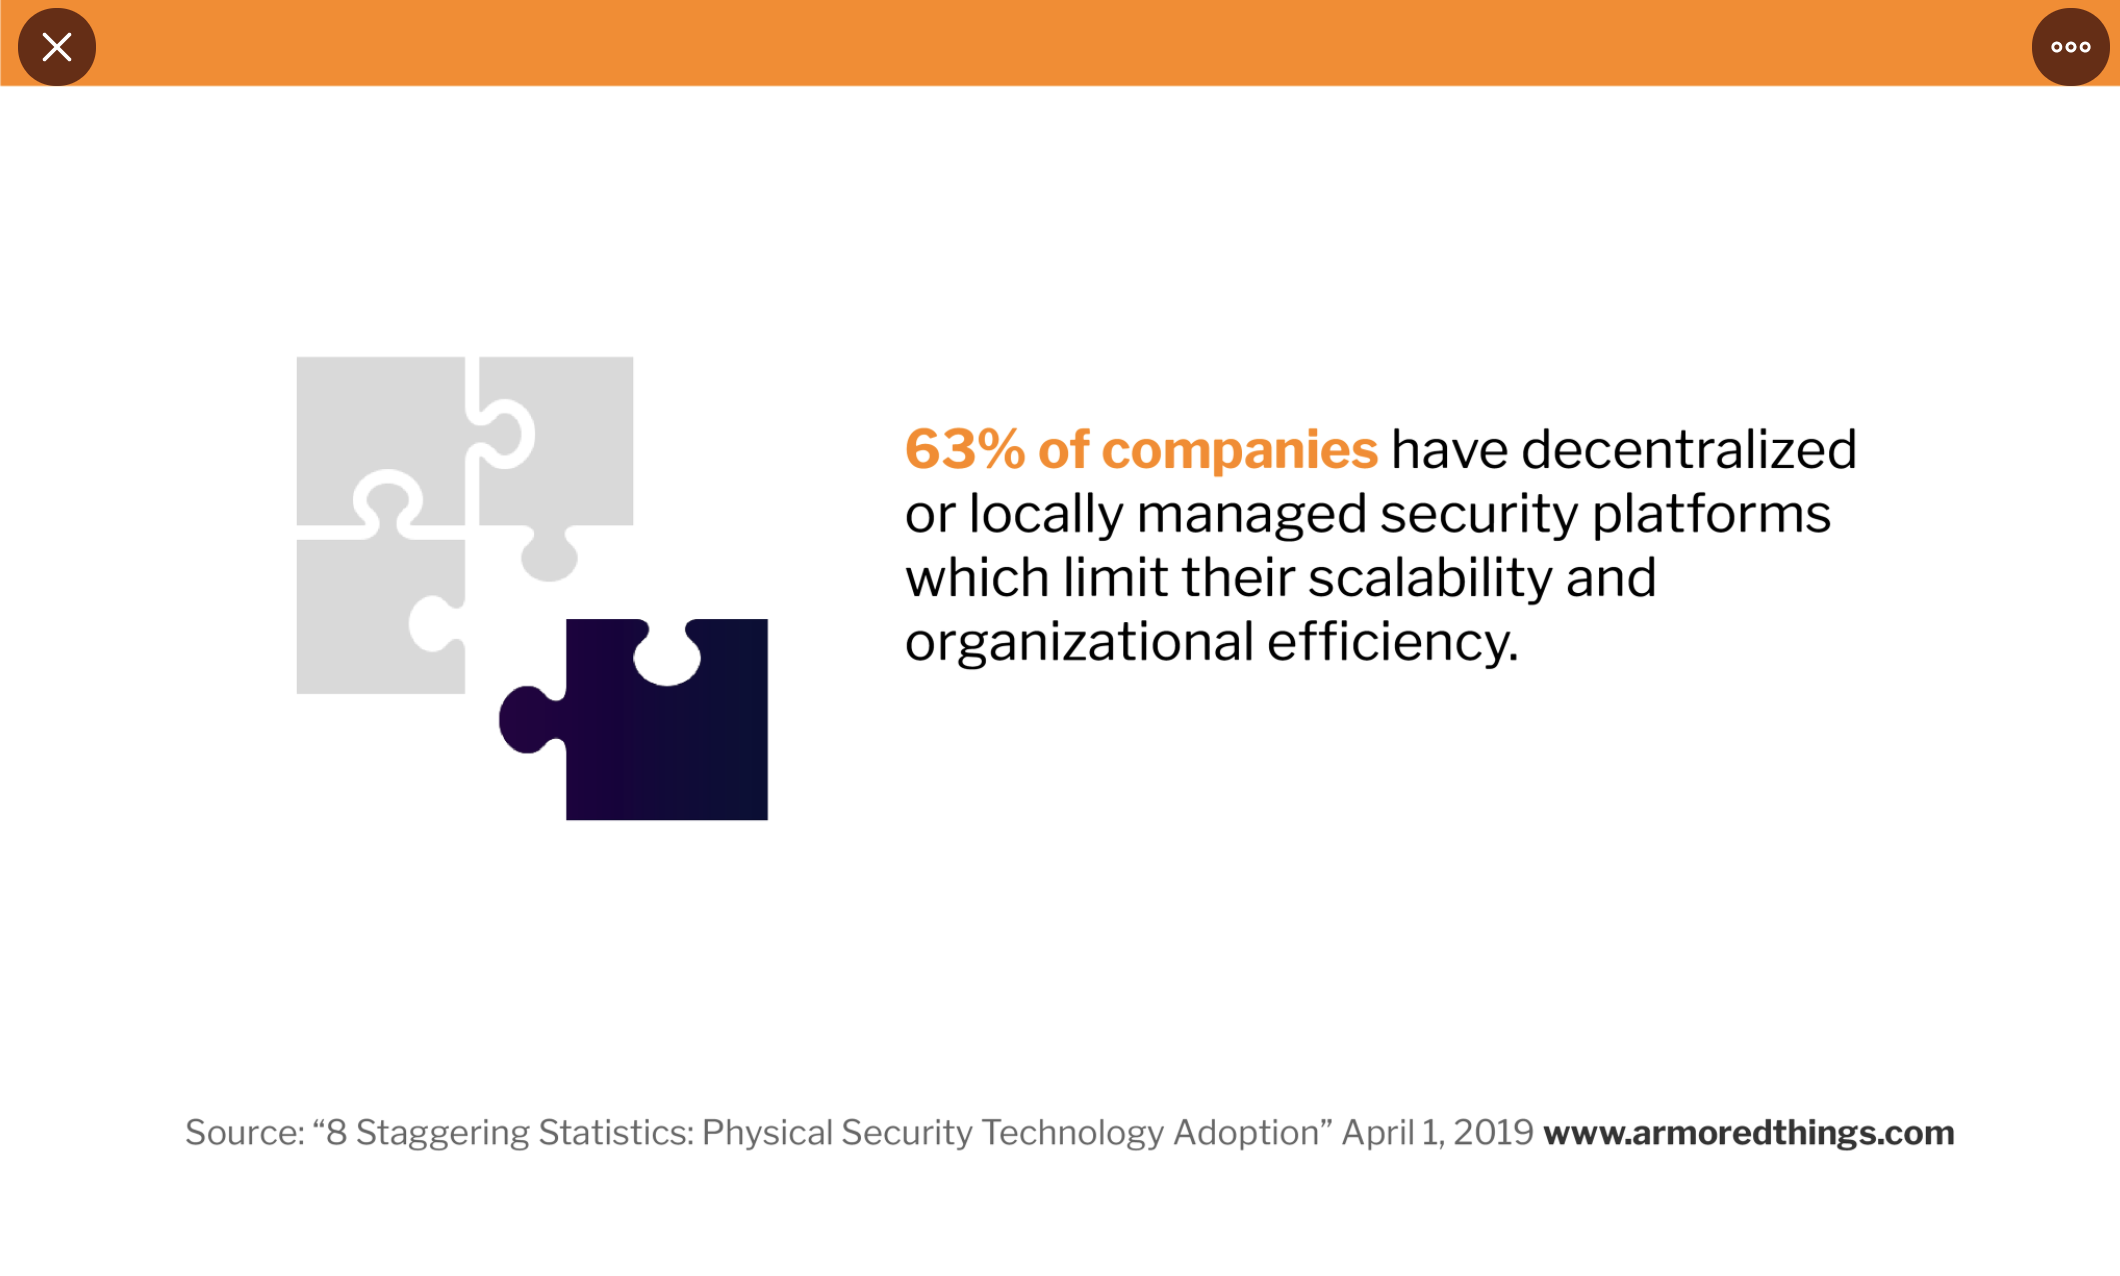 63% of companies have decentralized
or locally managed security platforms
which limit their scalability and
organizational efficiency.
Source: “8 Staggering Statistics: Physical Security Technology Adoption” April 1, 2019 www.armoredthings.com